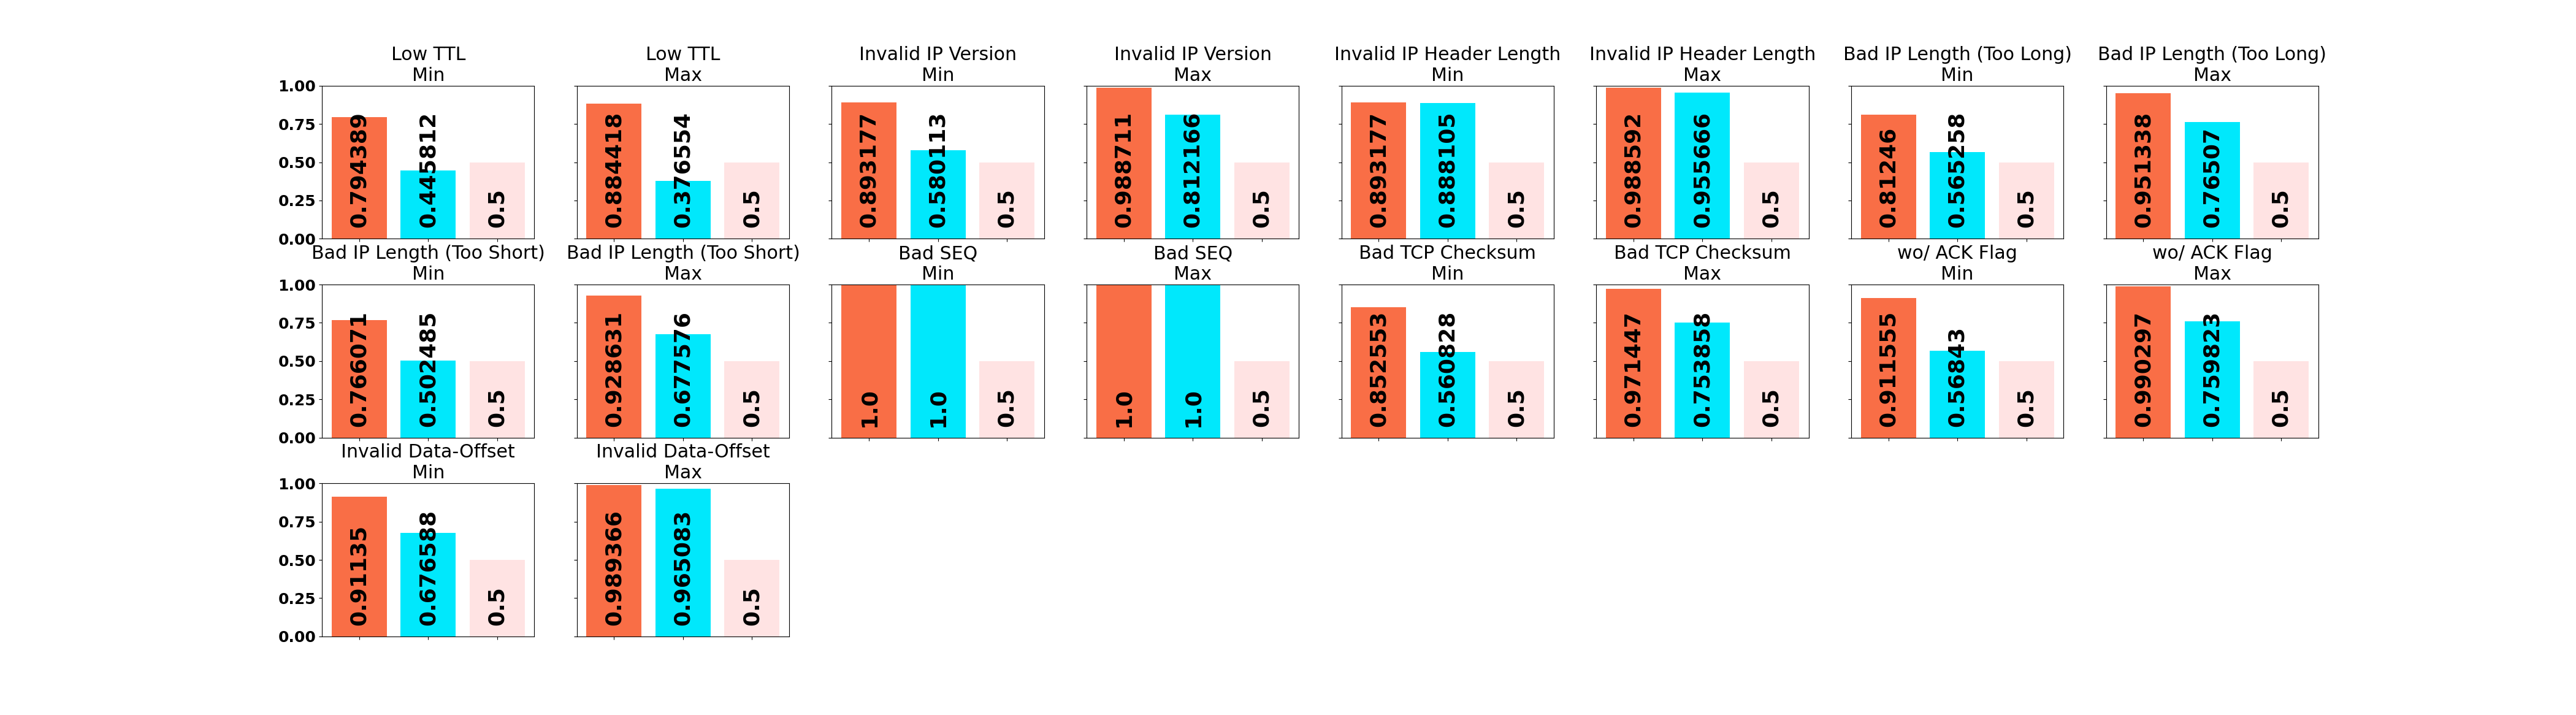 Low TTL
Min
Low TTL
Max
Invalid IP Version
Min
Invalid IP Version
Max
Invalid IP Header Length
Min
Invalid IP Header Length
Max
Bad IP Length (Too Long)
Min
Bad IP Length (Too Long)
Max
1.00
0.75
0.50
0.25
0.00
0.794389
0.445812
0.5
0.884418
0.376554
0.5
0.893177
0.580113
0.5
0.988711
0.812166
0.5
0.893177
0.888105
0.5
0.988592
0.955666
0.5
0.81246
0.565258
0.5
0.951338
0.76507
0.5
Bad IP Length (Too Short)
Min
Bad IP Length (Too Short)
Max
Bad SEQ
Min
Bad SEQ
Max
Bad TCP Checksum
Min
Bad TCP Checksum
Max
wo/ ACK Flag
Min
wo/ ACK Flag
Max
1.00
0.75
0.50
0.25
0.00
0.766071
0.502485
0.5
0.928631
0.677576
0.5
1.0
1.0
0.5
1.0
1.0
0.5
0.852553
0.560828
0.5
0.971447
0.753858
0.5
0.911555
0.56843
0.5
0.990297
0.759823
0.5
Invalid Data-Offset
Min
Invalid Data-Offset
Max
1.00
0.75
0.50
0.25
0.00
0.91135
0.676588
0.5
0.989366
0.965083
0.5